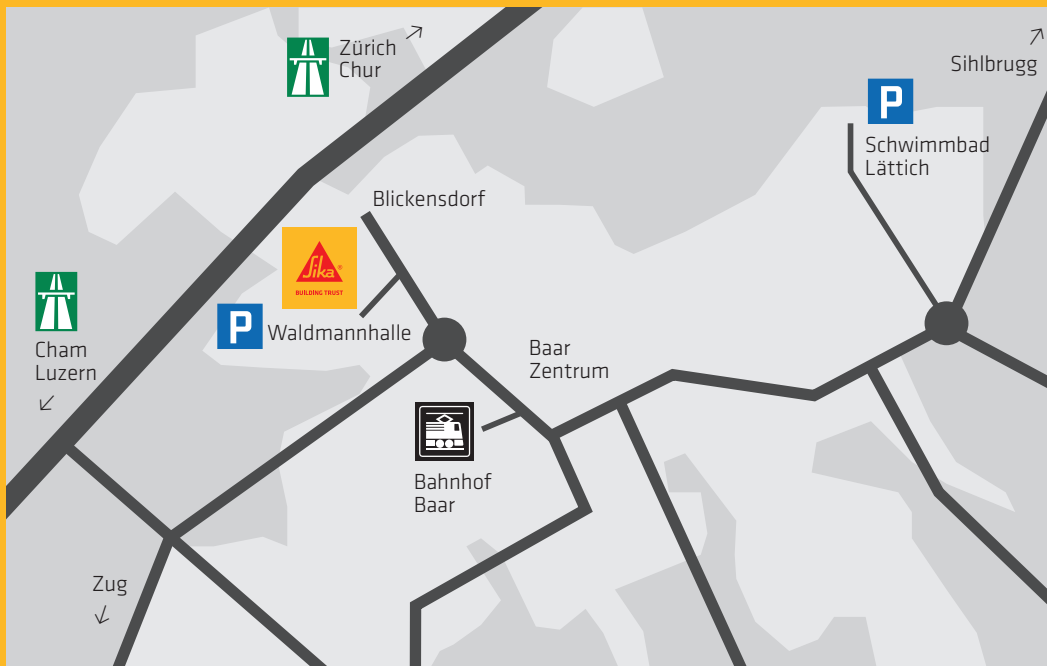 Zürich
Chur
Sihlbrugg
P
Schwimmbad
Lättich
Blickensdorf
Sika®
BUILDING TRUST
P
Waldmannhalle
Cham
Luzern
Baar
Zentrum
Bahnhof
Baar
Zug